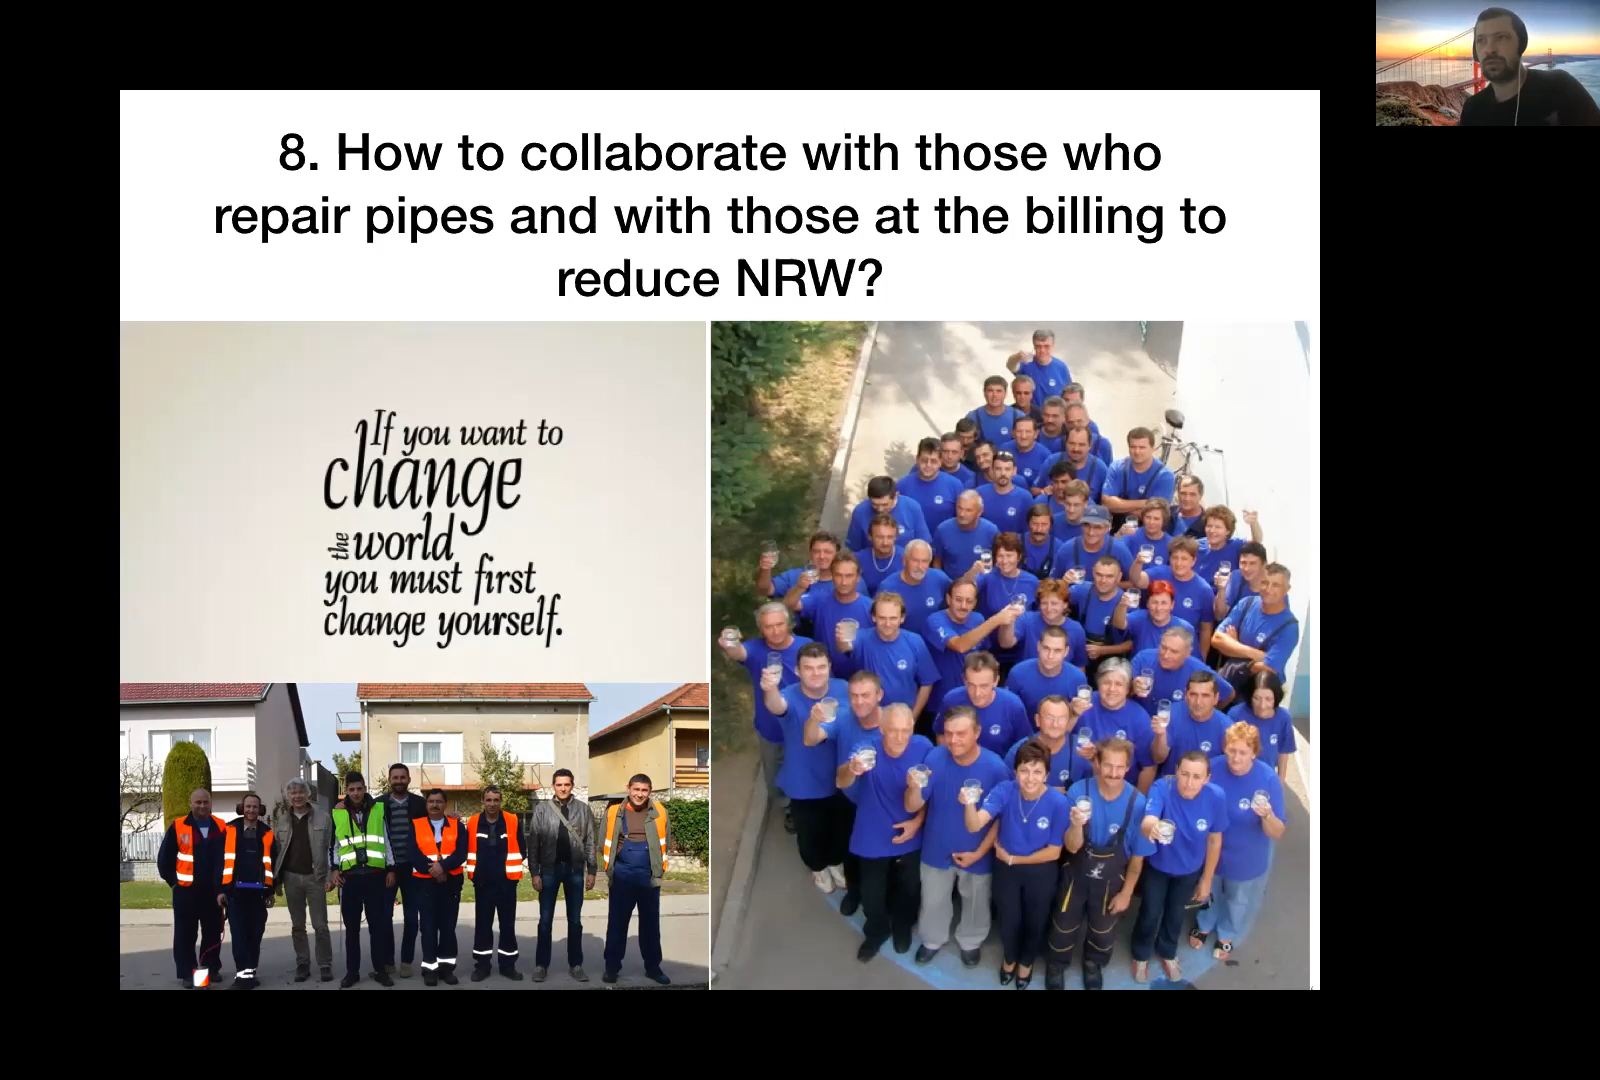 8. How to collaborate with those who
repair pipes and with those at the billing to
reduce NRW?
If you want to
change
the world
you must first
change yourself.